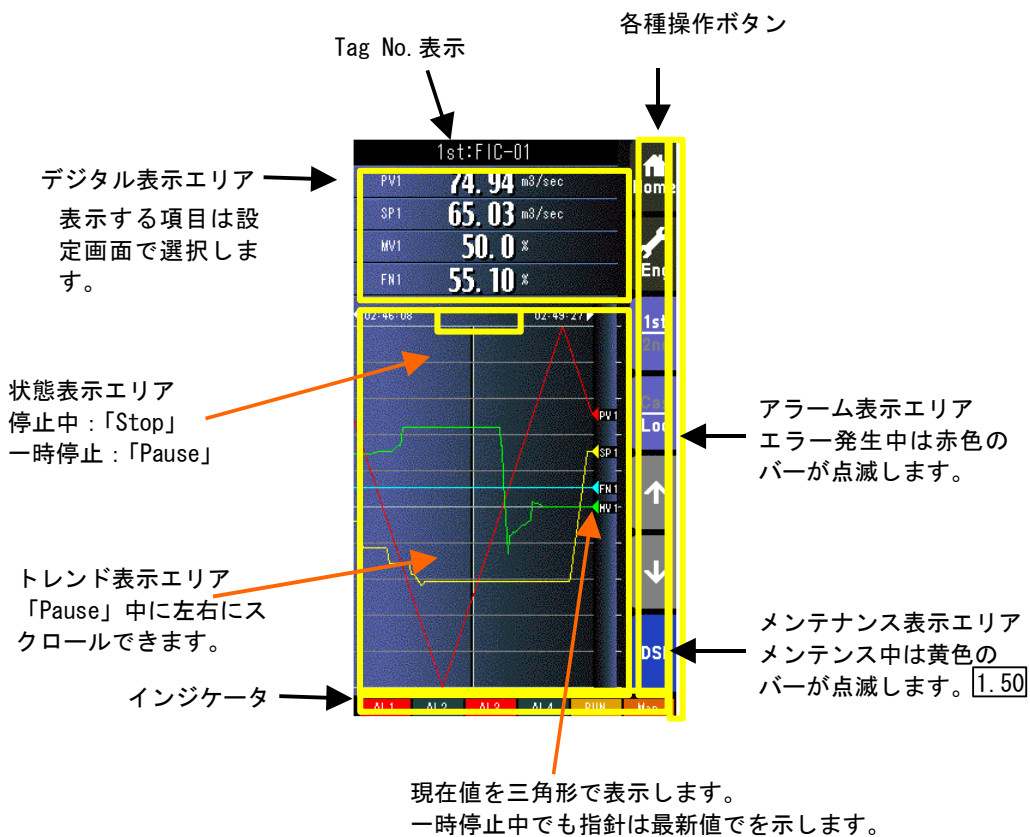 各種操作ボタン
Tag No.表示
1st:FIC-01
デジタル表示エリア
表示する項目は設
定画面で選択しま
す。
PV1 74.94 m3/sec
SP1 65.03 m3/sec
MV1 50.0 %
FN1 55.10 %
Home
Eng
1st
2nd
Cas
Loc
02:46:08 02:49:27
PV1
SP1
FN1
MV1
状態表示エリア
停止中：「Stop」
一時停止：「Pause」
アラーム表示エリア
エラー発生中は赤色の
バーが点滅します。
トレンド表示エリア
「Pause」中に左右にス
クロールできます。
メンテナンス表示エリア
メンテンス中は黄色の
バーが点滅します。1.50
インジケータ
AL1 AL2 AL3 AL4 RUN Man
現在値を三角形で表示します。
一時停止中でも指針は最新値でを示します。